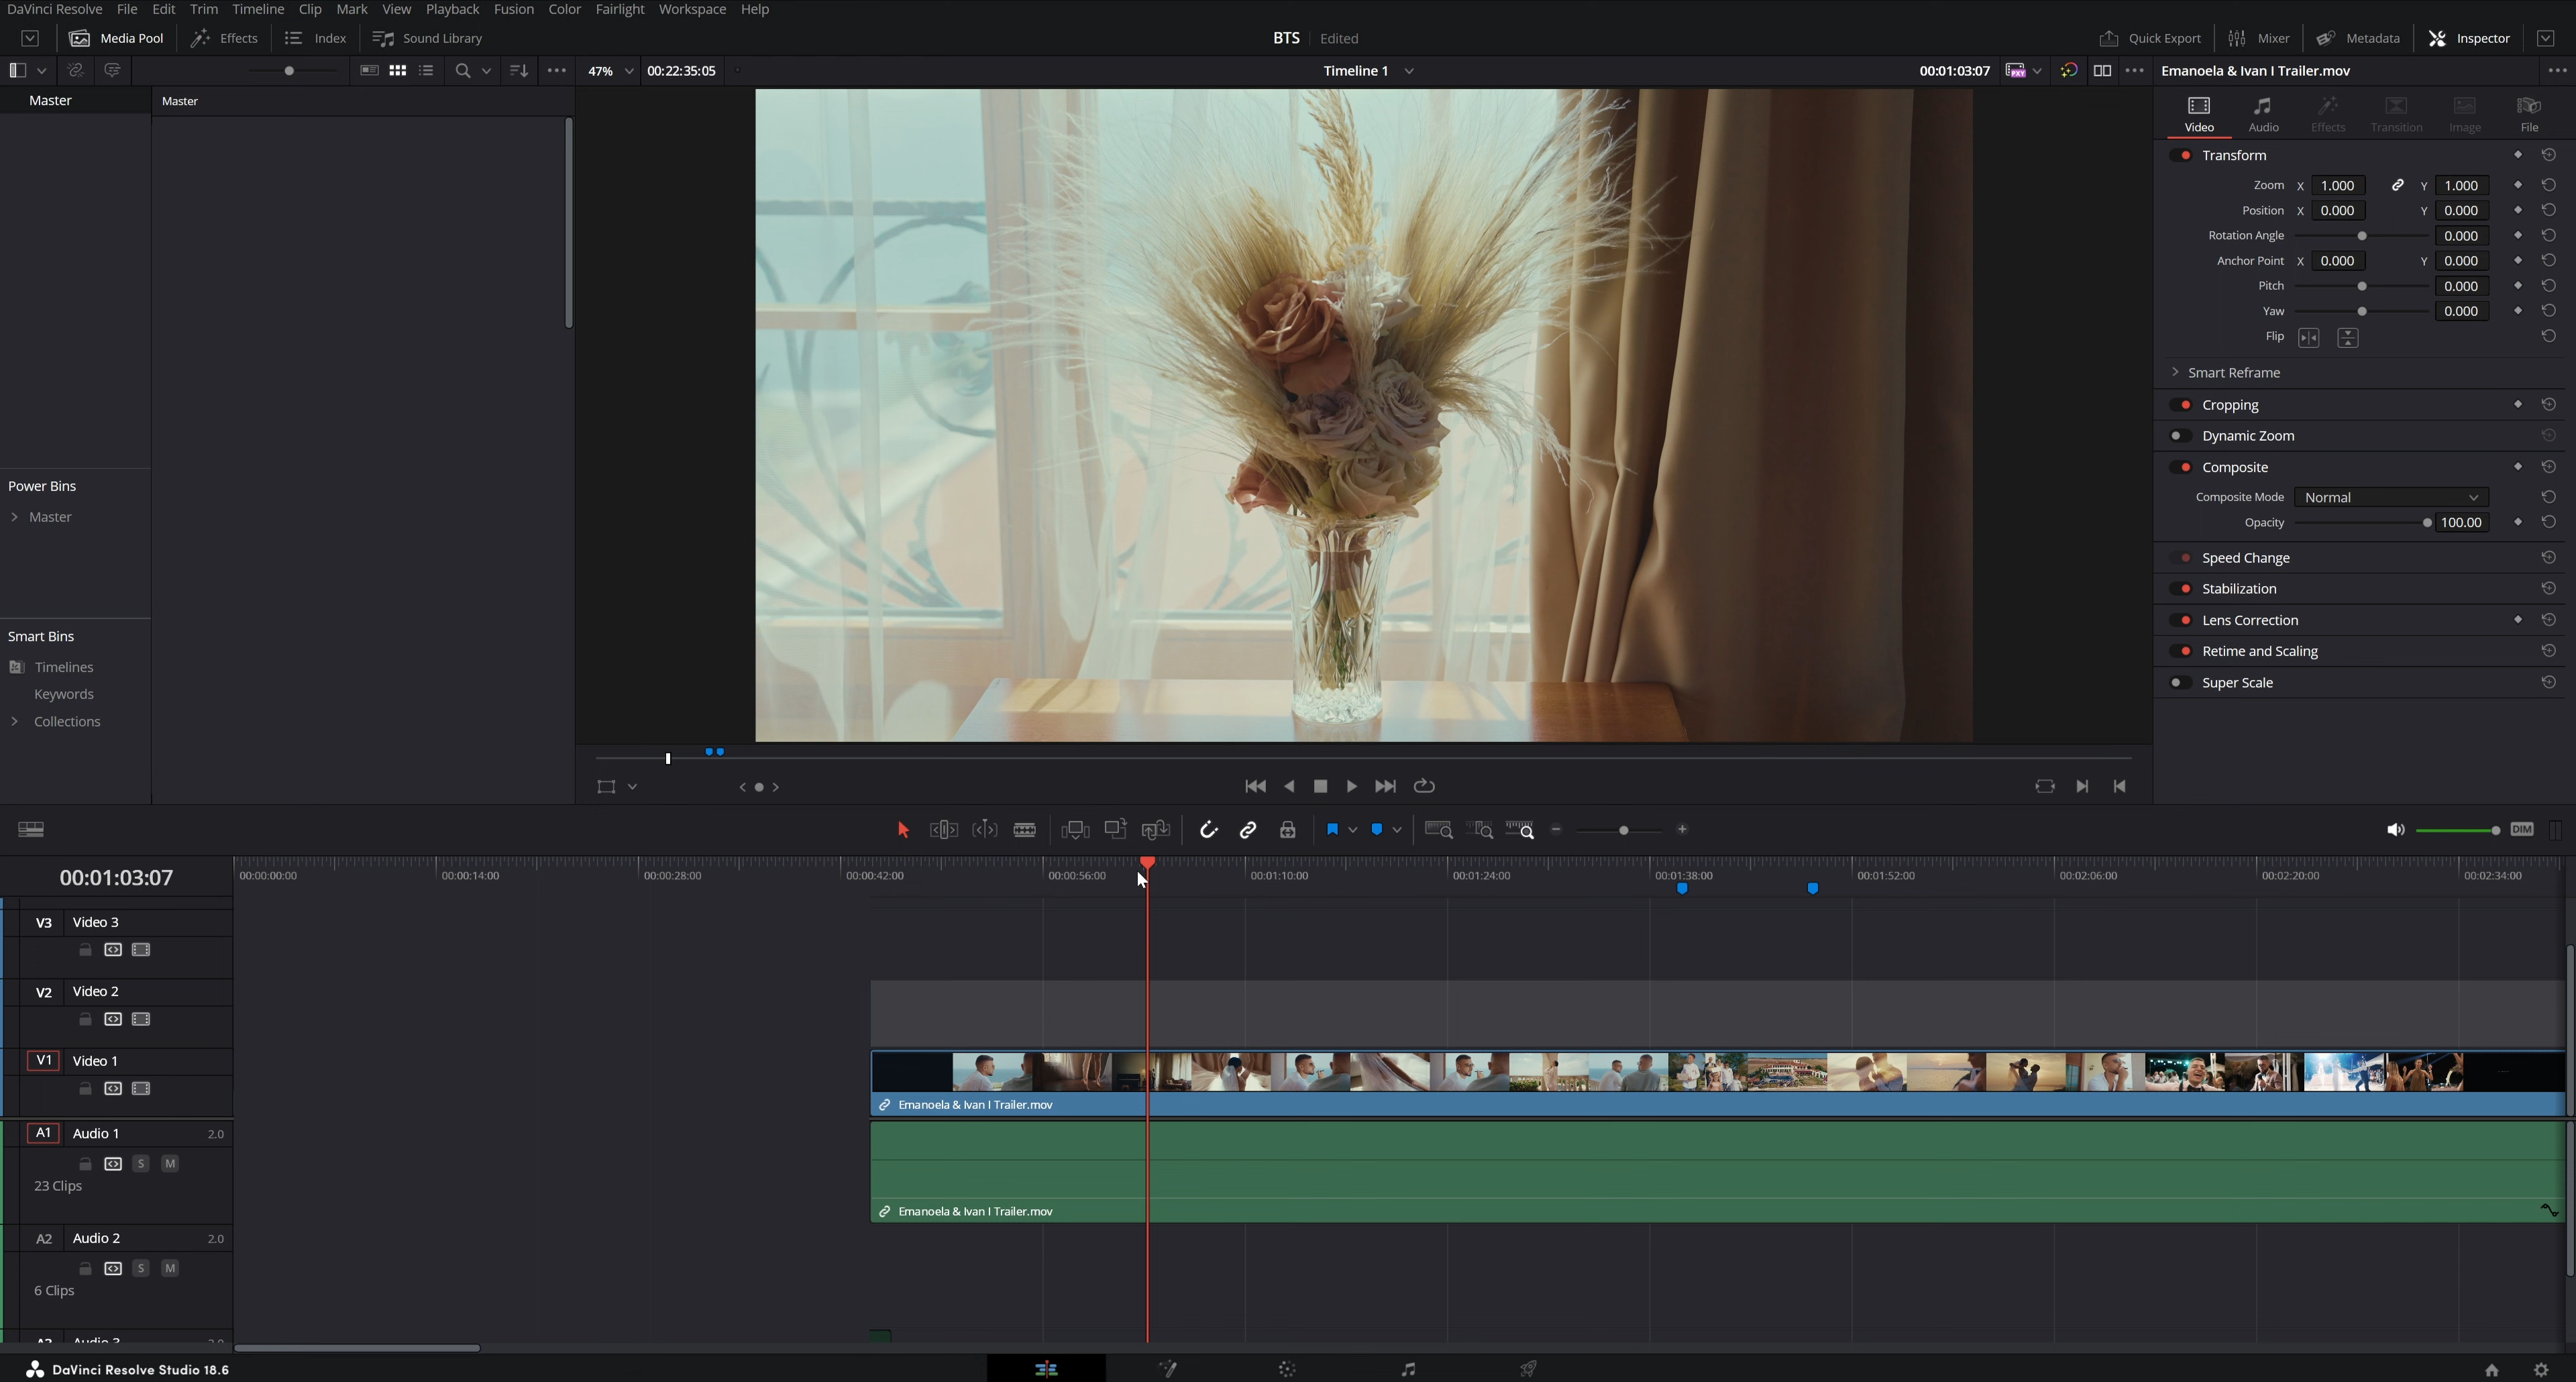 DaVinci Resolve File Edit Trim Timeline Clip Mark View Playback Fusion Color Fairlight Workspace Help
Media Pool Effects Index Sound Library BTS Edited Quick Export Mixer Metadata Inspector
47% 00:22:35:05 Timeline 1 00:01:03:07 PXY Emanoela & Ivan I Trailer.mov
Master Master
Video Audio Effects Transition Image File
Transform
Zoom X 1.000 Y 1.000
Position X 0.000 Y 0.000
Rotation Angle 0.000
Anchor Point X 0.000 Y 0.000
Pitch 0.000
Yaw 0.000
Flip
Smart Reframe
Cropping
Dynamic Zoom
Composite
Composite Mode Normal
Opacity 100.00
Speed Change
Stabilization
Lens Correction
Retime and Scaling
Super Scale
Power Bins
Master
Smart Bins
Timelines
Keywords
Collections
DIM
00:01:03:07 00:00:00:00 00:00:14:00 00:00:28:00 00:00:42:00 00:00:56:00 00:01:10:00 00:01:24:00 00:01:38:00 00:01:52:00 00:02:06:00 00:02:20:00 00:02:34:00
V3 Video 3
V2 Video 2
V1 Video 1
Emanoela & Ivan I Trailer.mov
A1 Audio 1 2.0
S M
23 Clips
Emanoela & Ivan I Trailer.mov
A2 Audio 2 2.0
S M
6 Clips
A3 Audio 3 2.0
DaVinci Resolve Studio 18.6